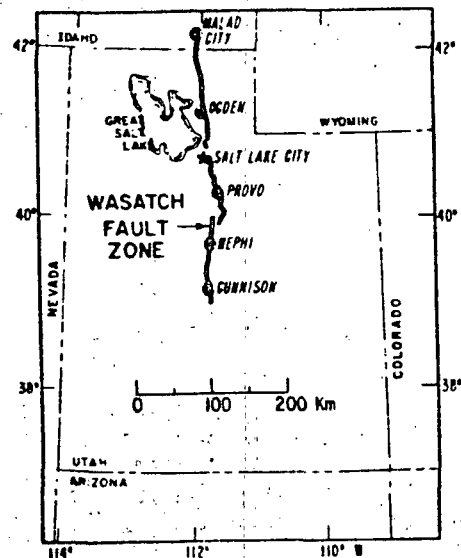 MALAD
CITY
42°
42°
IDAHO
OGDEN
GREAT
SALT
LAKE
WYOMING
SALT LAKE CITY
PROVO
WASATCH
FAULT
ZONE
40°
40°
NEPHI
GUNNISON
NEVADA
COLORADO
38°
38°
0 100 200 Km
UTAH
ARIZONA
114° 112° 110° W